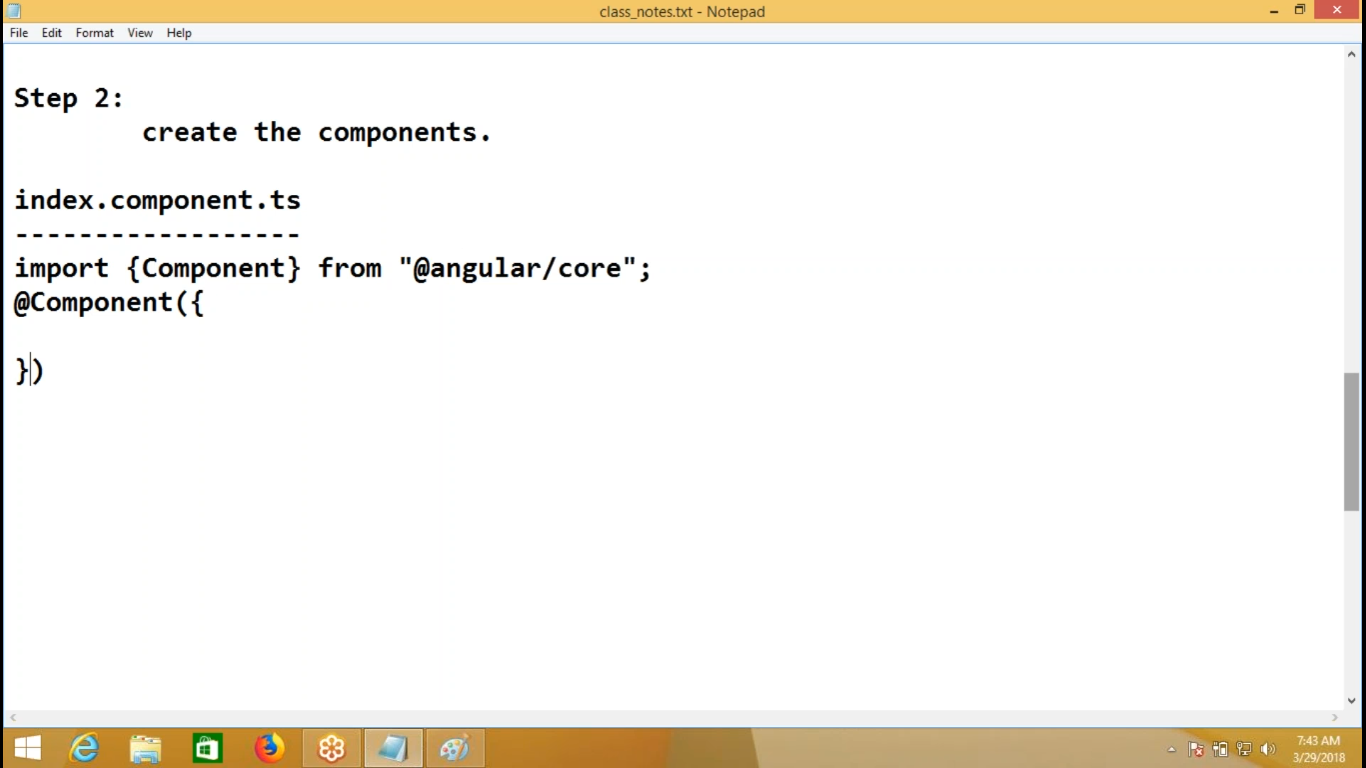 class_notes.txt - Notepad
File Edit Format View Help
Step 2:
create the components.
index.component.ts
------------------
import {Component} from "@angular/core";
@Component({
})
7:43 AM
3/29/2018